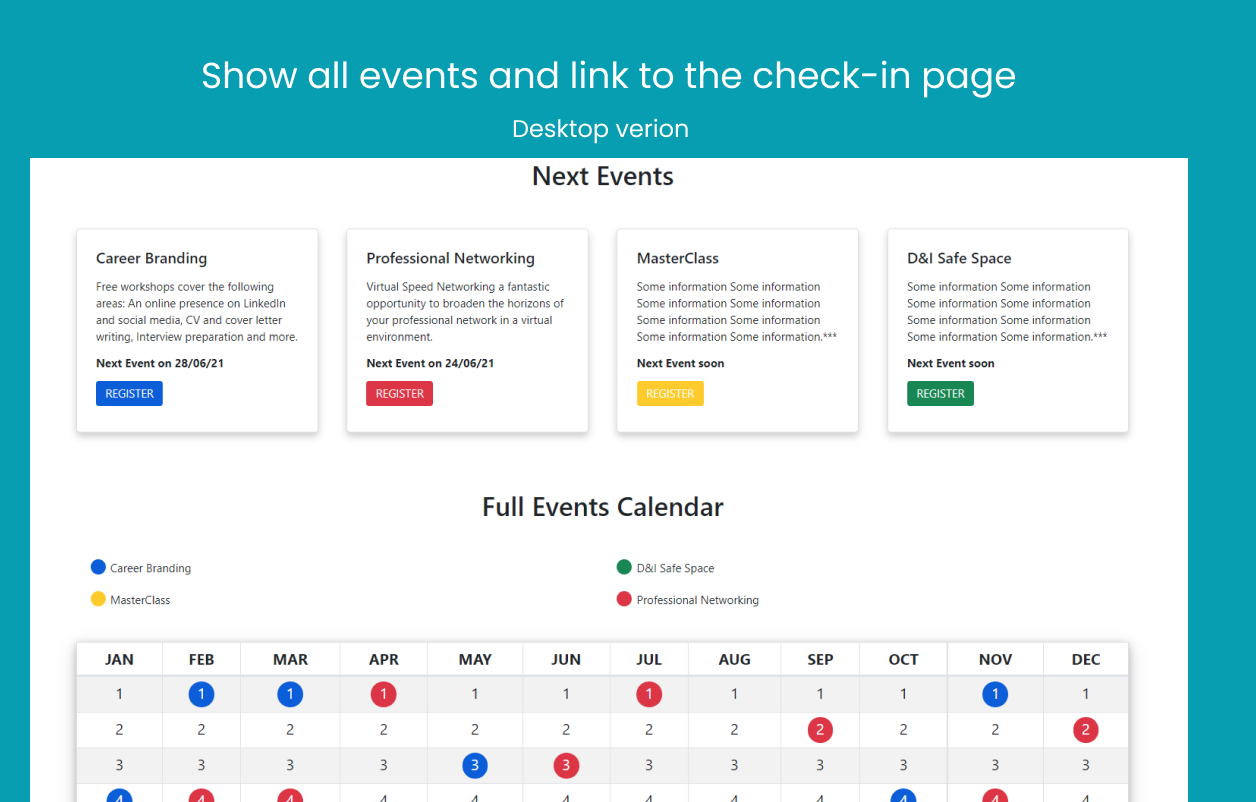 Show all events and link to the check-in page
Desktop verion
Next Events
Career Branding
Free workshops cover the following
areas: An online presence on LinkedIn
and social media, CV and cover letter
writing, Interview preparation and more.
Next Event on 28/06/21
REGISTER
Professional Networking
Virtual Speed Networking a fantastic
opportunity to broaden the horizons of
your professional network in a virtual
environment.
Next Event on 24/06/21
REGISTER
MasterClass
Some information Some information
Some information Some information
Some information Some information
Some information Some information.***
Next Event soon
REGISTER
D&I Safe Space
Some information Some information
Some information Some information
Some information Some information
Some information Some information.***
Next Event soon
REGISTER
Full Events Calendar
Career Branding
D&I Safe Space
MasterClass
Professional Networking
JAN FEB MAR APR MAY JUN JUL AUG SEP OCT NOV DEC
1 1 1 1 1 1 1 1 1 1 1 1
2 2 2 2 2 2 2 2 2 2 2 2
3 3 3 3 3 3 3 3 3 3 3 3
4 4 4 4 4 4 4 4 4 4 4 4